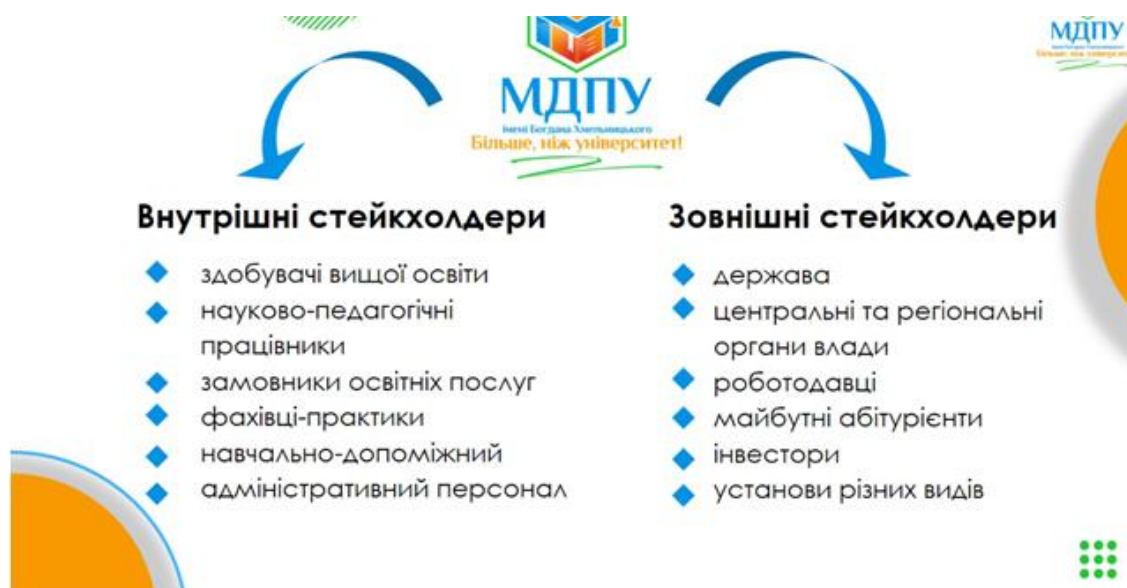 МДПУ
імені Богдана Хмельницького
Більше, ніж університет!
МДПУ
Внутрішні стейкхолдери
здобувачі вищої освіти
науково-педагогічні
працівники
замовники освітніх послуг
фахівці-практики
навчально-допоміжний
адміністративний персонал
Зовнішні стейкхолдери
держава
центральні та регіональні
органи влади
роботодавці
майбутні абітурієнти
інвестори
установи різних видів